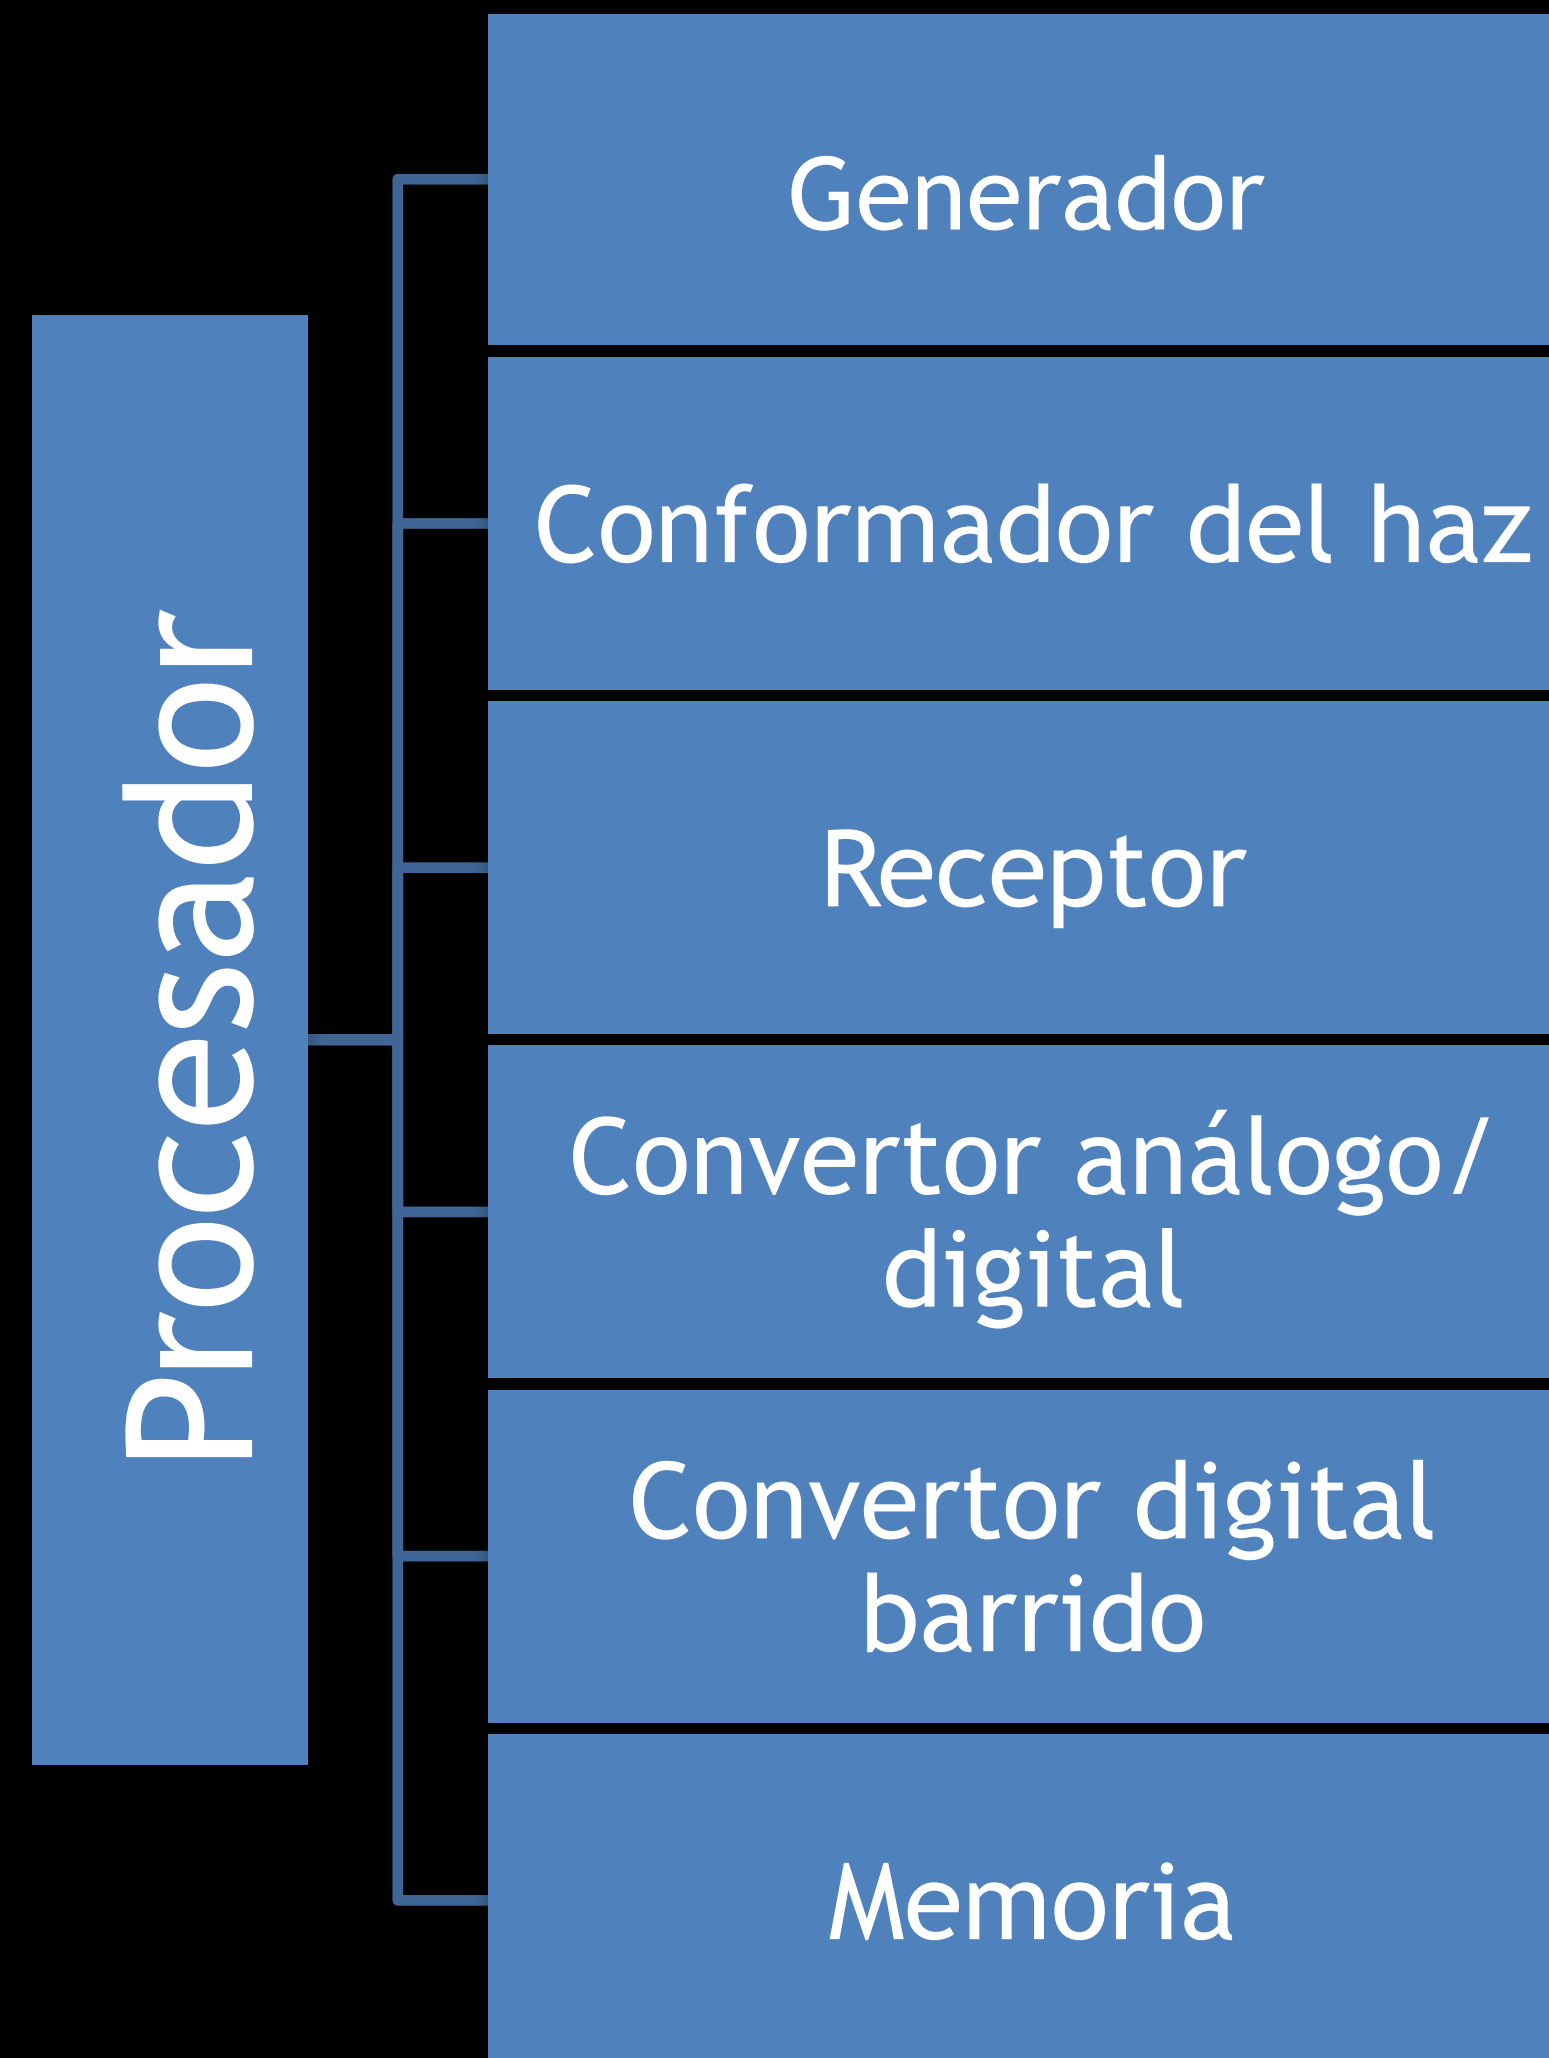 Procesador
Generador
Conformador del haz
Receptor
Convertor análogo/
digital
Convertor digital
barrido
Memoria